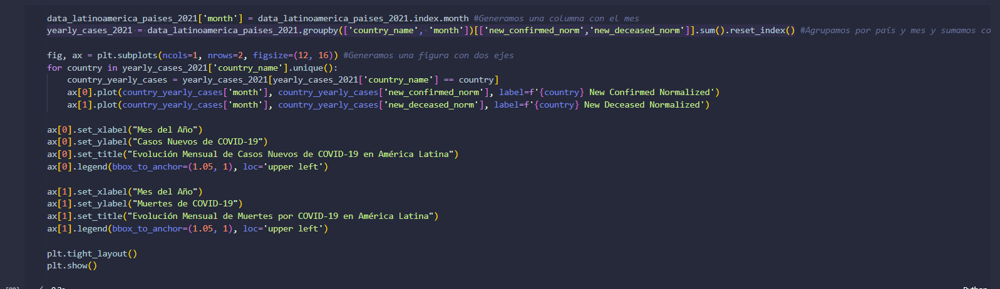 data_latinoamerica_paises_2021['month'] = data_latinoamerica_paises_2021.index.month #Generamos una columna con el mes
yearly_cases_2021 = data_latinoamerica_paises_2021.groupby(['country_name', 'month'])[['new_confirmed_norm','new_deceased_norm']].sum().reset_index() #Agrupamos por país y mes y sumamos co
fig, ax = plt.subplots(ncols=1, nrows=2, figsize=(12, 16)) #Generamos una figura con dos ejes
for country in yearly_cases_2021['country_name'].unique():
    country_yearly_cases = yearly_cases_2021[yearly_cases_2021['country_name'] == country]
    ax[0].plot(country_yearly_cases['month'], country_yearly_cases['new_confirmed_norm'], label=f'{country} New Confirmed Normalized')
    ax[1].plot(country_yearly_cases['month'], country_yearly_cases['new_deceased_norm'], label=f'{country} New Deceased Normalized')
ax[0].set_xlabel("Mes del Año")
ax[0].set_ylabel("Casos Nuevos de COVID-19")
ax[0].set_title("Evolución Mensual de Casos Nuevos de COVID-19 en América Latina")
ax[0].legend(bbox_to_anchor=(1.05, 1), loc='upper left')
ax[1].set_xlabel("Mes del Año")
ax[1].set_ylabel("Muertes de COVID-19")
ax[1].set_title("Evolución Mensual de Muertes por COVID-19 en América Latina")
ax[1].legend(bbox_to_anchor=(1.05, 1), loc='upper left')
plt.tight_layout()
plt.show()
Python